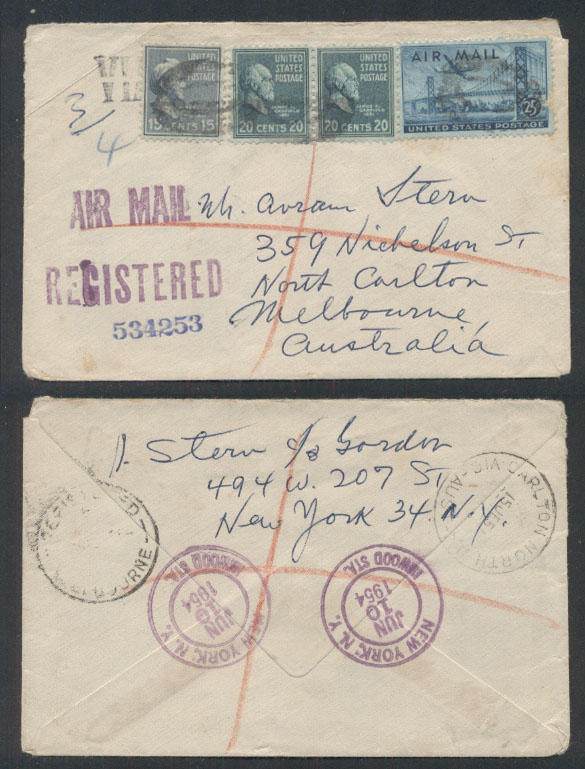 UNITED
STATES
POSTAGE
15 CENTS 15
UNITED
STATES
POSTAGE
20 CENTS 20
UNITED
STATES
POSTAGE
20 CENTS 20
AIR MAIL
25¢
UNITED STATES POSTAGE
3/4
AIR MAIL
REGISTERED
534253
Mr. Avram Stern
359 Nicholson St
North Carlton
Melbourne,
Australia
Stern c/o Gordon
494 W. 207 St.
New York 34 N.Y.
CARLTON NORTH
VIC-AUST
NEW YORK, N. Y.
INWOOD STA.
JUN
10
1954
NEW YORK, N. Y.
INWOOD STA.
JUN
10
1954